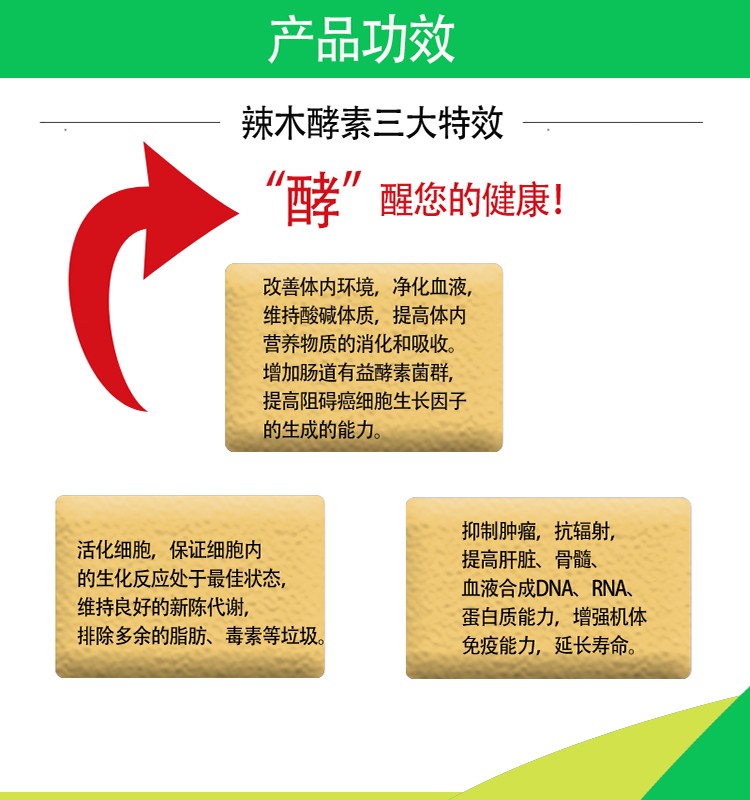 产品功效
辣木酵素三大特效
“酵”醒您的健康!
改善体内环境，净化血液，
维持酸碱体质，提高体内
营养物质的消化和吸收。
增加肠道有益酵素菌群，
提高阻碍癌细胞生长因子
的生成的能力。
活化细胞，保证细胞内
的生化反应处于最佳状态，
维持良好的新陈代谢，
排除多余的脂肪、毒素等垃圾。
抑制肿瘤，抗辐射，
提高肝脏、骨髓、
血液合成DNA、RNA、
蛋白质能力，增强机体
免疫能力，延长寿命。